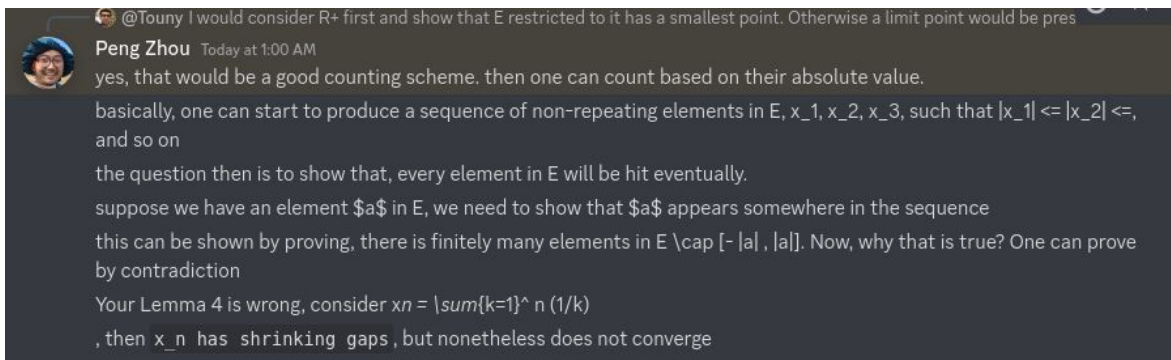 @Touny I would consider R+ first and show that E restricted to it has a smallest point. Otherwise a limit point would be pres
Peng Zhou Today at 1:00 AM
yes, that would be a good counting scheme. then one can count based on their absolute value.
basically, one can start to produce a sequence of non-repeating elements in E, x_1, x_2, x_3, such that |x_1| <= |x_2| <=,
and so on
the question then is to show that, every element in E will be hit eventually.
suppose we have an element $a$ in E, we need to show that $a$ appears somewhere in the sequence
this can be shown by proving, there is finitely many elements in E \cap [- |a| , |a|]. Now, why that is true? One can prove
by contradiction
Your Lemma 4 is wrong, consider xn = \sum{k=1}^ n (1/k)
, then x_n has shrinking gaps, but nonetheless does not converge